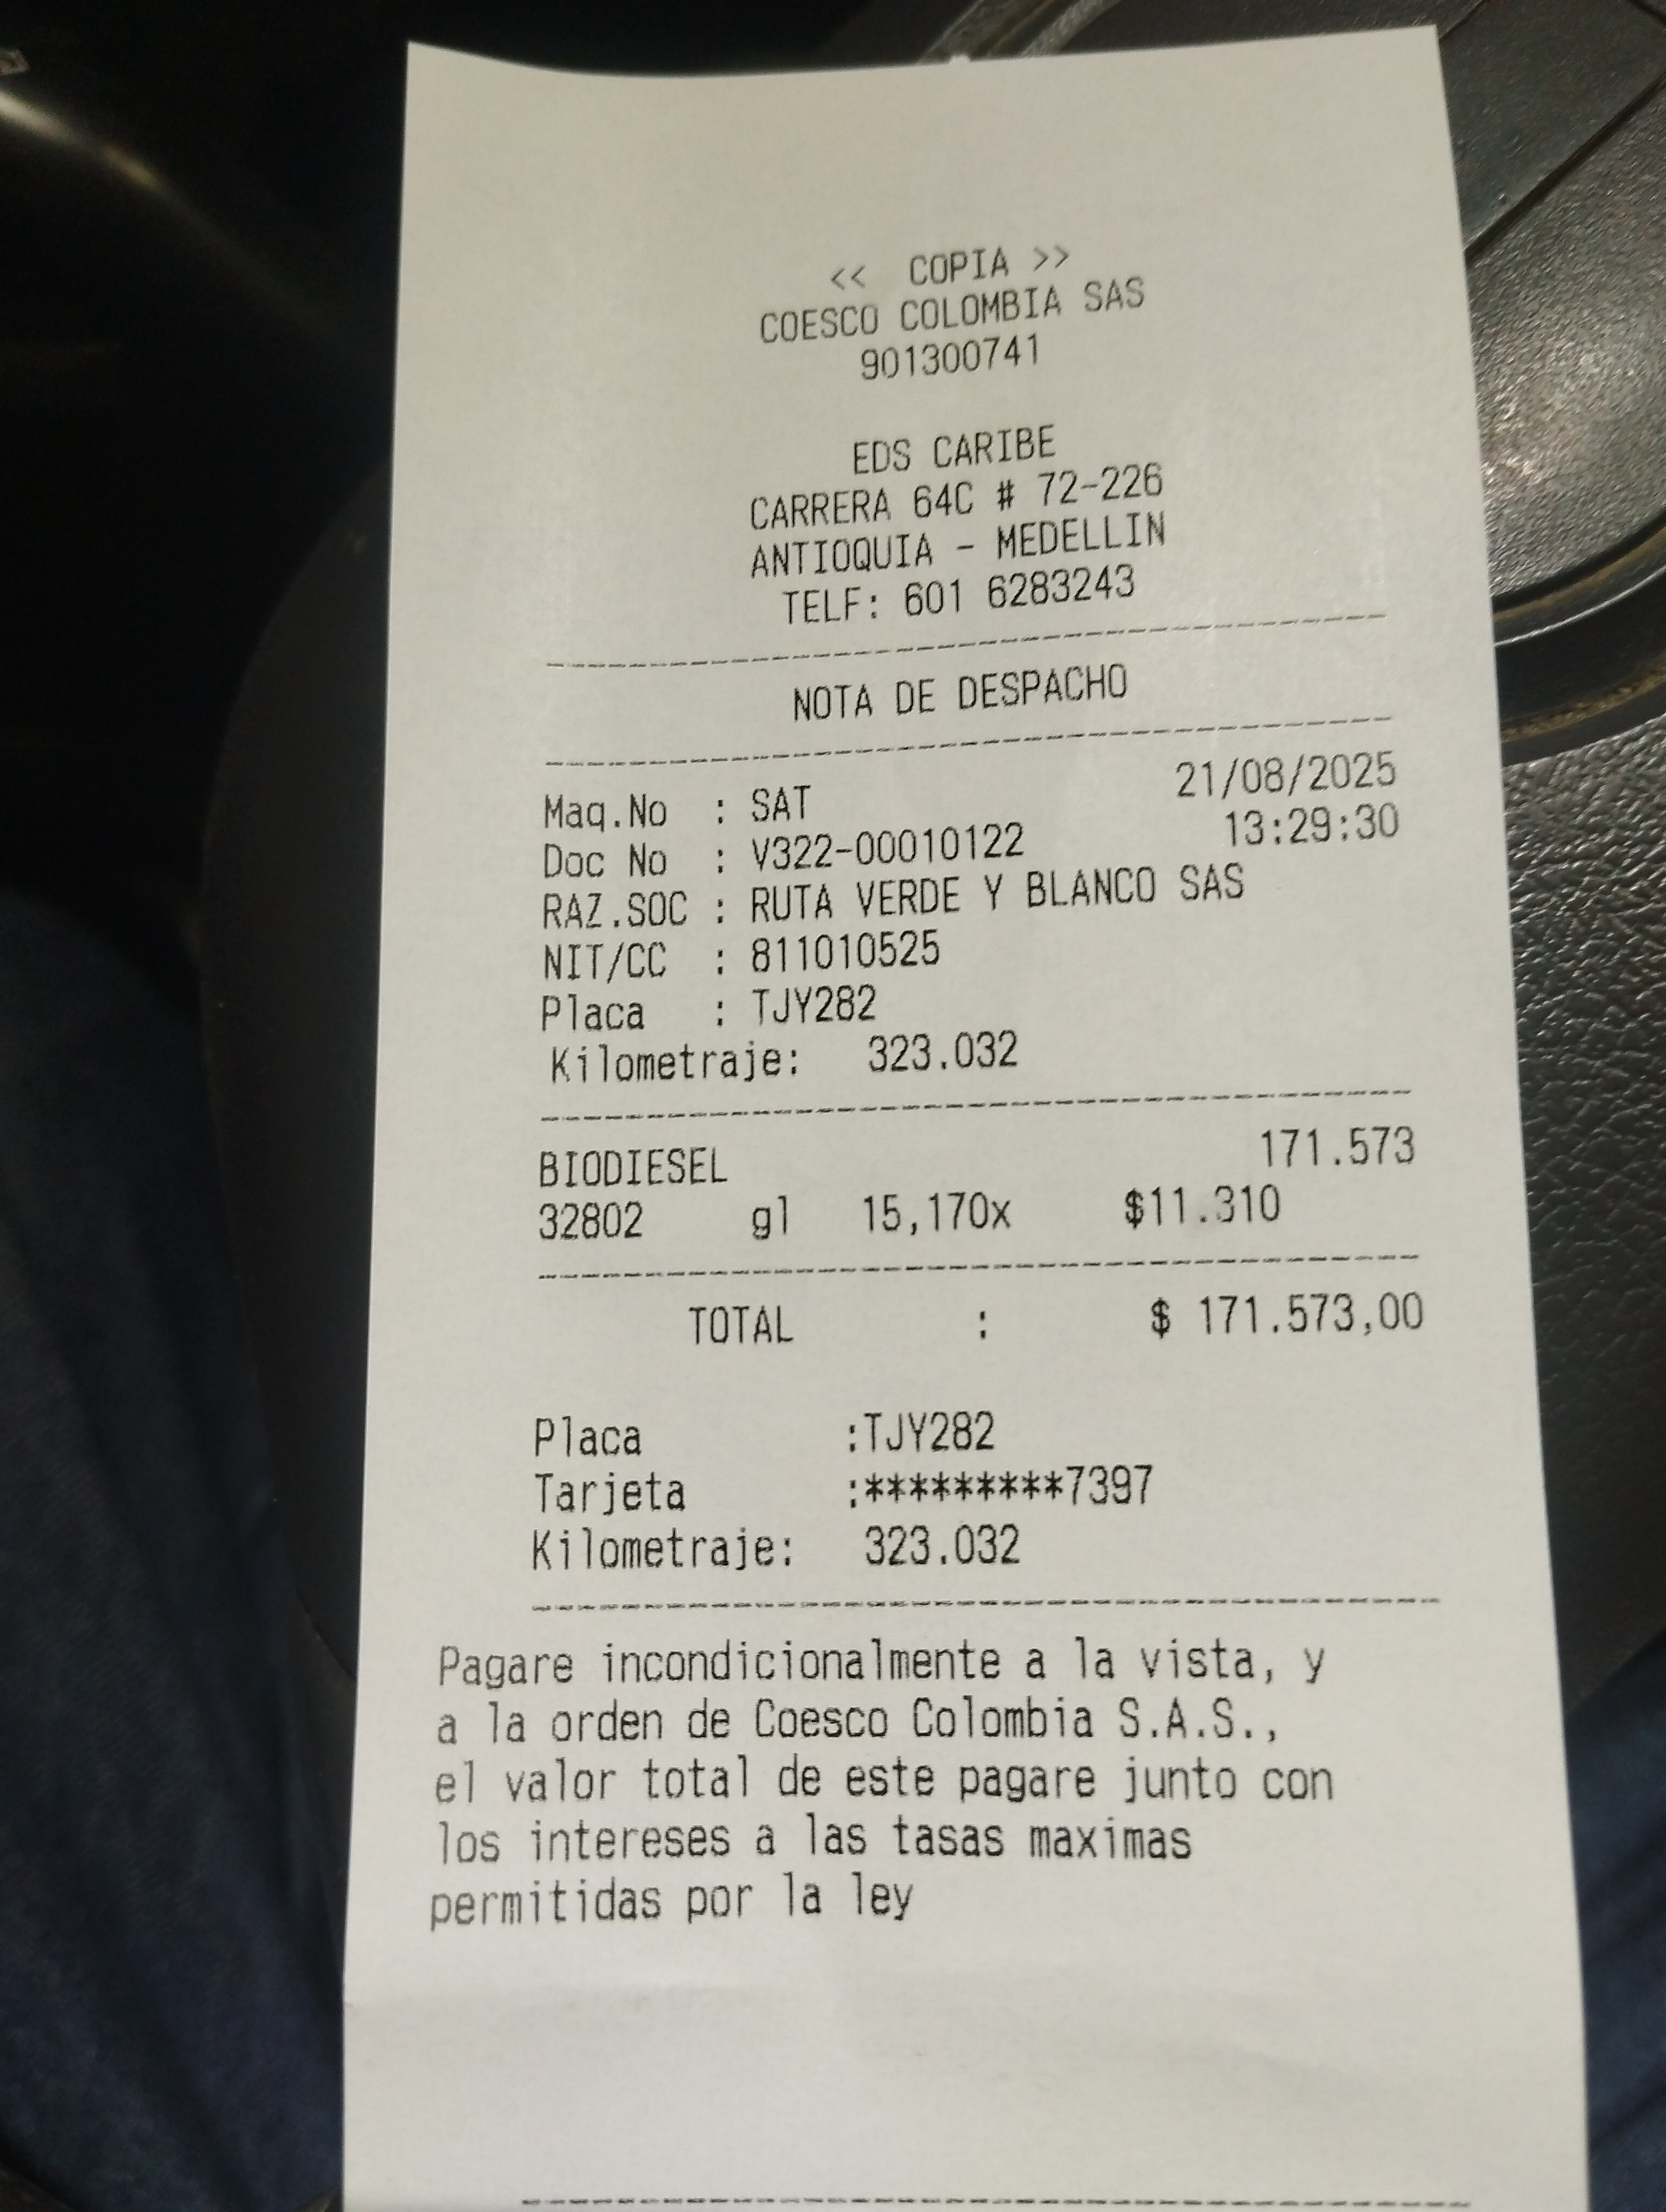 << COPIA >>
COESCO COLOMBIA SAS
901300741
EDS CARIBE
CARRERA 64C # 72-226
ANTIOQUIA - MEDELLIN
TELF: 601 6283243
NOTA DE DESPACHO
Maq.No : SAT 21/08/2025
Doc No : V322-00010122 13:29:30
RAZ.SOC : RUTA VERDE Y BLANCO SAS
NIT/CC : 811010525
Placa : TJY282
Kilometraje: 323.032
BIODIESEL 171.573
32802 gl 15,170x $11.310
TOTAL : $ 171.573,00
Placa :TJY282
Tarjeta :*********7397
Kilometraje: 323.032
Pagare incondicionalmente a la vista, y
a la orden de Coesco Colombia S.A.S.,
el valor total de este pagare junto con
los intereses a las tasas maximas
permitidas por la ley